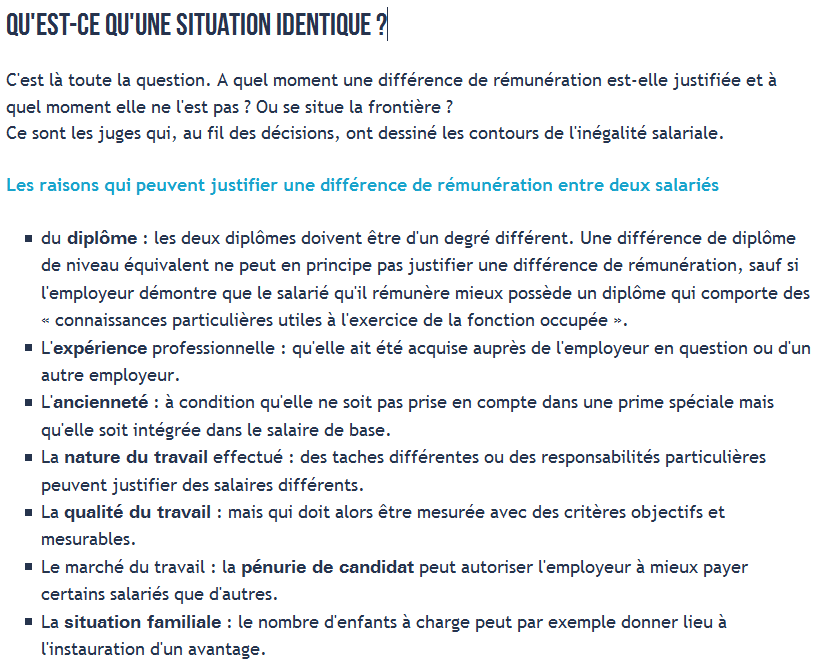 QU'EST-CE QU'UNE SITUATION IDENTIQUE ?
C'est là toute la question. A quel moment une différence de rémunération est-elle justifiée et à
quel moment elle ne l'est pas ? Ou se situe la frontière ?
Ce sont les juges qui, au fil des décisions, ont dessiné les contours de l'inégalité salariale.
Les raisons qui peuvent justifier une différence de rémunération entre deux salariés
▪ du diplôme : les deux diplômes doivent être d'un degré différent. Une différence de diplôme
de niveau équivalent ne peut en principe pas justifier une différence de rémunération, sauf si
l'employeur démontre que le salarié qu'il rémunère mieux possède un diplôme qui comporte des
« connaissances particulières utiles à l'exercice de la fonction occupée ».
▪ L'expérience professionnelle : qu'elle ait été acquise auprès de l'employeur en question ou d'un
autre employeur.
▪ L'ancienneté : à condition qu'elle ne soit pas prise en compte dans une prime spéciale mais
qu'elle soit intégrée dans le salaire de base.
▪ La nature du travail effectué : des taches différentes ou des responsabilités particulières
peuvent justifier des salaires différents.
▪ La qualité du travail : mais qui doit alors être mesurée avec des critères objectifs et
mesurables.
▪ Le marché du travail : la pénurie de candidat peut autoriser l'employeur à mieux payer
certains salariés que d'autres.
▪ La situation familiale : le nombre d'enfants à charge peut par exemple donner lieu à
l'instauration d'un avantage.